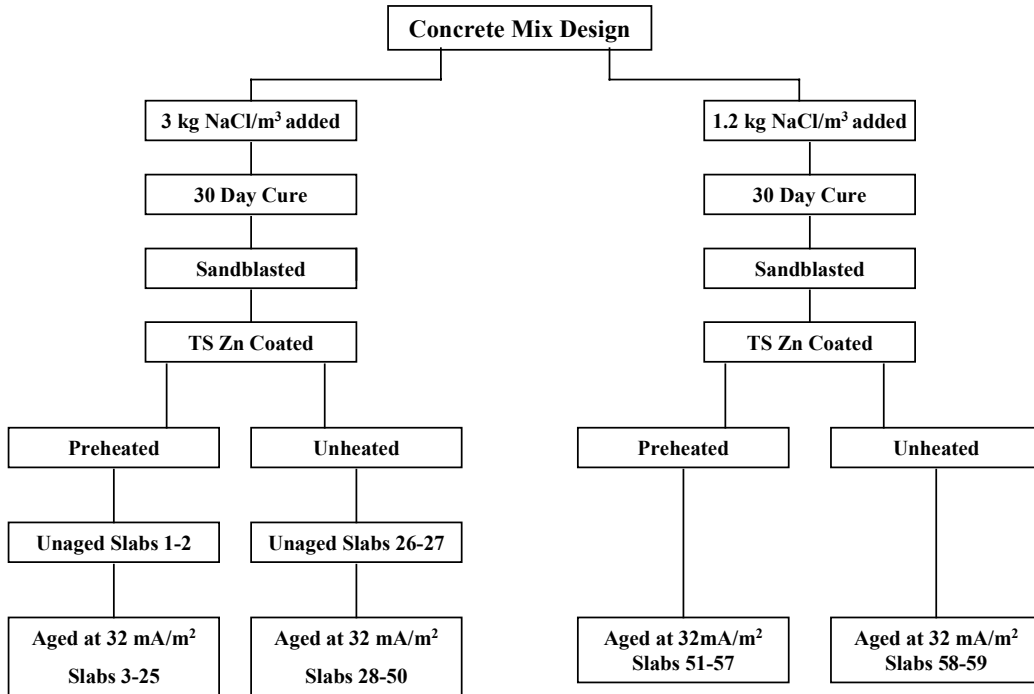 Concrete Mix Design
3 kg NaCl/m³ added
1.2 kg NaCl/m³ added
30 Day Cure
30 Day Cure
Sandblasted
Sandblasted
TS Zn Coated
TS Zn Coated
Preheated
Unheated
Preheated
Unheated
Unaged Slabs 1-2
Unaged Slabs 26-27
Aged at 32 mA/m²
Slabs 3-25
Aged at 32 mA/m²
Slabs 28-50
Aged at 32mA/m²
Slabs 51-57
Aged at 32 mA/m²
Slabs 58-59